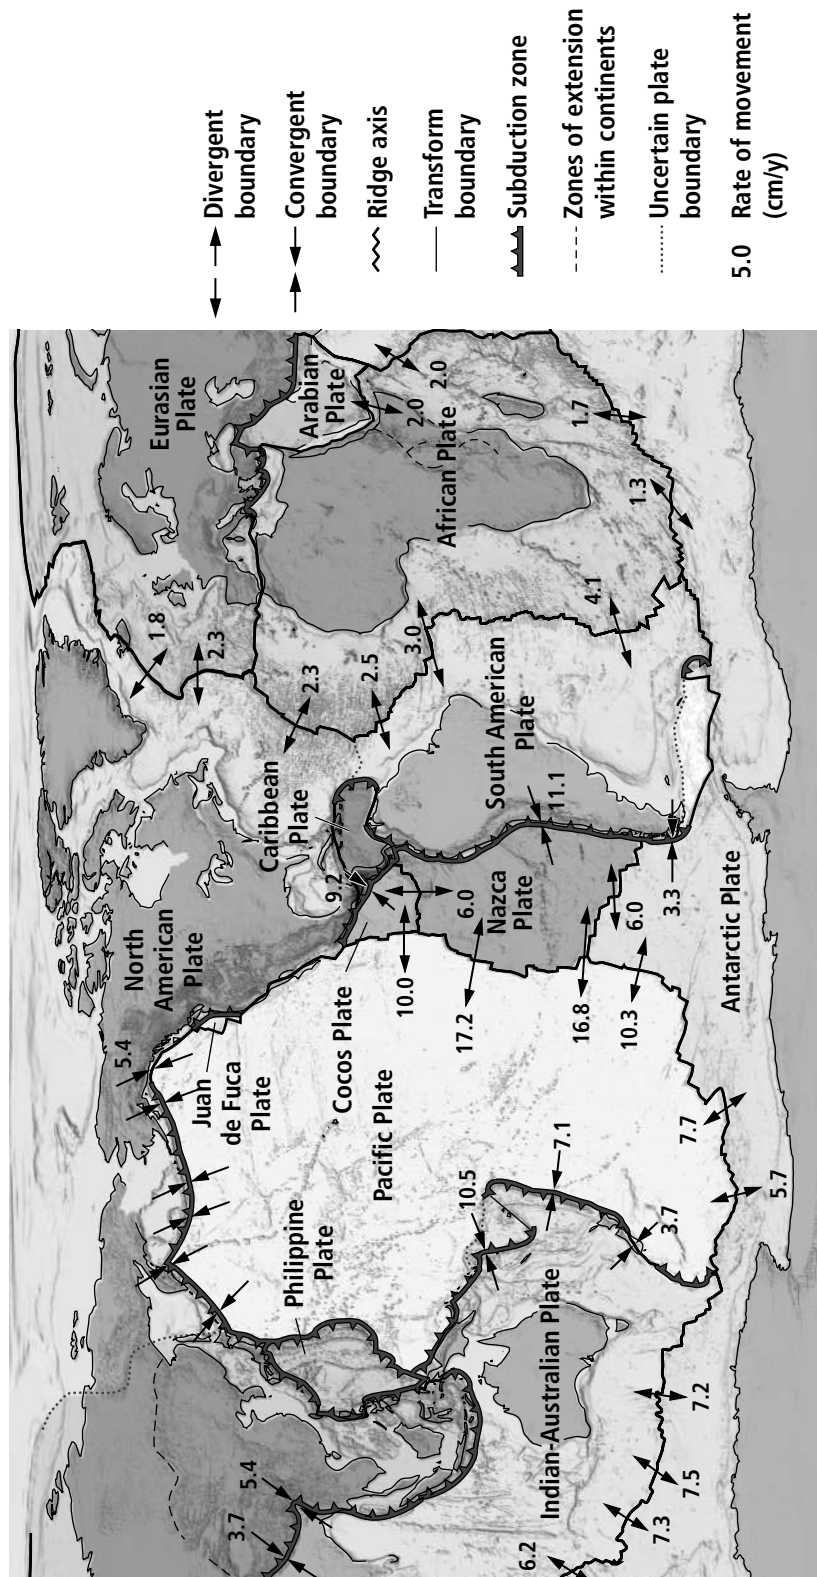 Eurasian
Plate
Arabian
Plate
African Plate
2.0
2.0
1.7
1.3
4.1
1.8
2.3
2.3
2.5
3.0
North
American
Plate
Caribbean
Plate
South American
Plate
11.1
9.2
6.0
Nazca
Plate
10.0
17.2
16.8
6.0
10.3
3.3
Antarctic Plate
5.4
Juan
de Fuca
Plate
Cocos Plate
Pacific Plate
Philippine
Plate
10.5
7.1
3.7
7.7
5.7
Indian-Australian Plate
5.4
3.7
6.2
7.3
7.5
7.2
Divergent
boundary
Convergent
boundary
Ridge axis
Transform
boundary
Subduction zone
Zones of extension
within continents
Uncertain plate
boundary
5.0 Rate of movement
(cm/y)